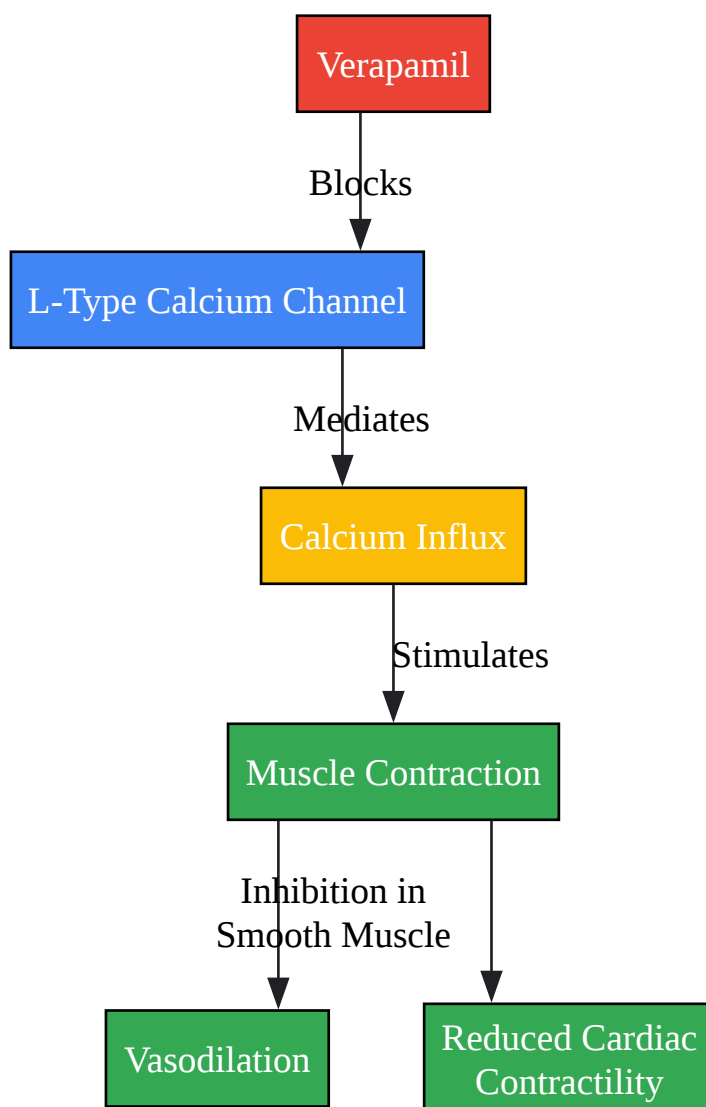 Verapamil
Blocks
L-Type Calcium Channel
Mediates
Calcium Influx
Stimulates
Muscle Contraction
Inhibition in
Smooth Muscle
Vasodilation
Reduced Cardiac
Contractility